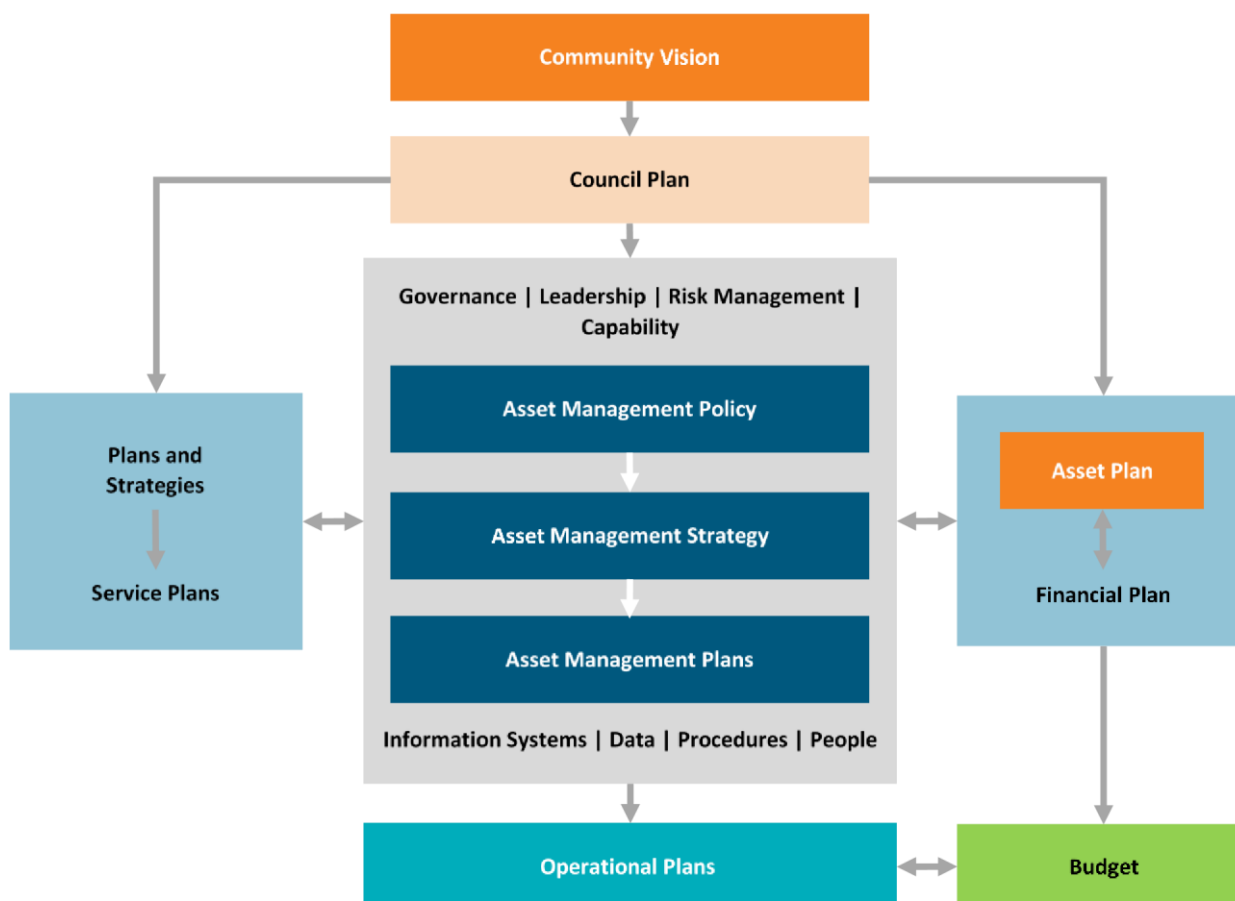 Community Vision
Council Plan
Governance | Leadership | Risk Management |
Capability
Asset Management Policy
Plans and
Strategies
Asset Plan
Asset Management Strategy
Service Plans
Financial Plan
Asset Management Plans
Information Systems | Data | Procedures | People
Operational Plans
Budget